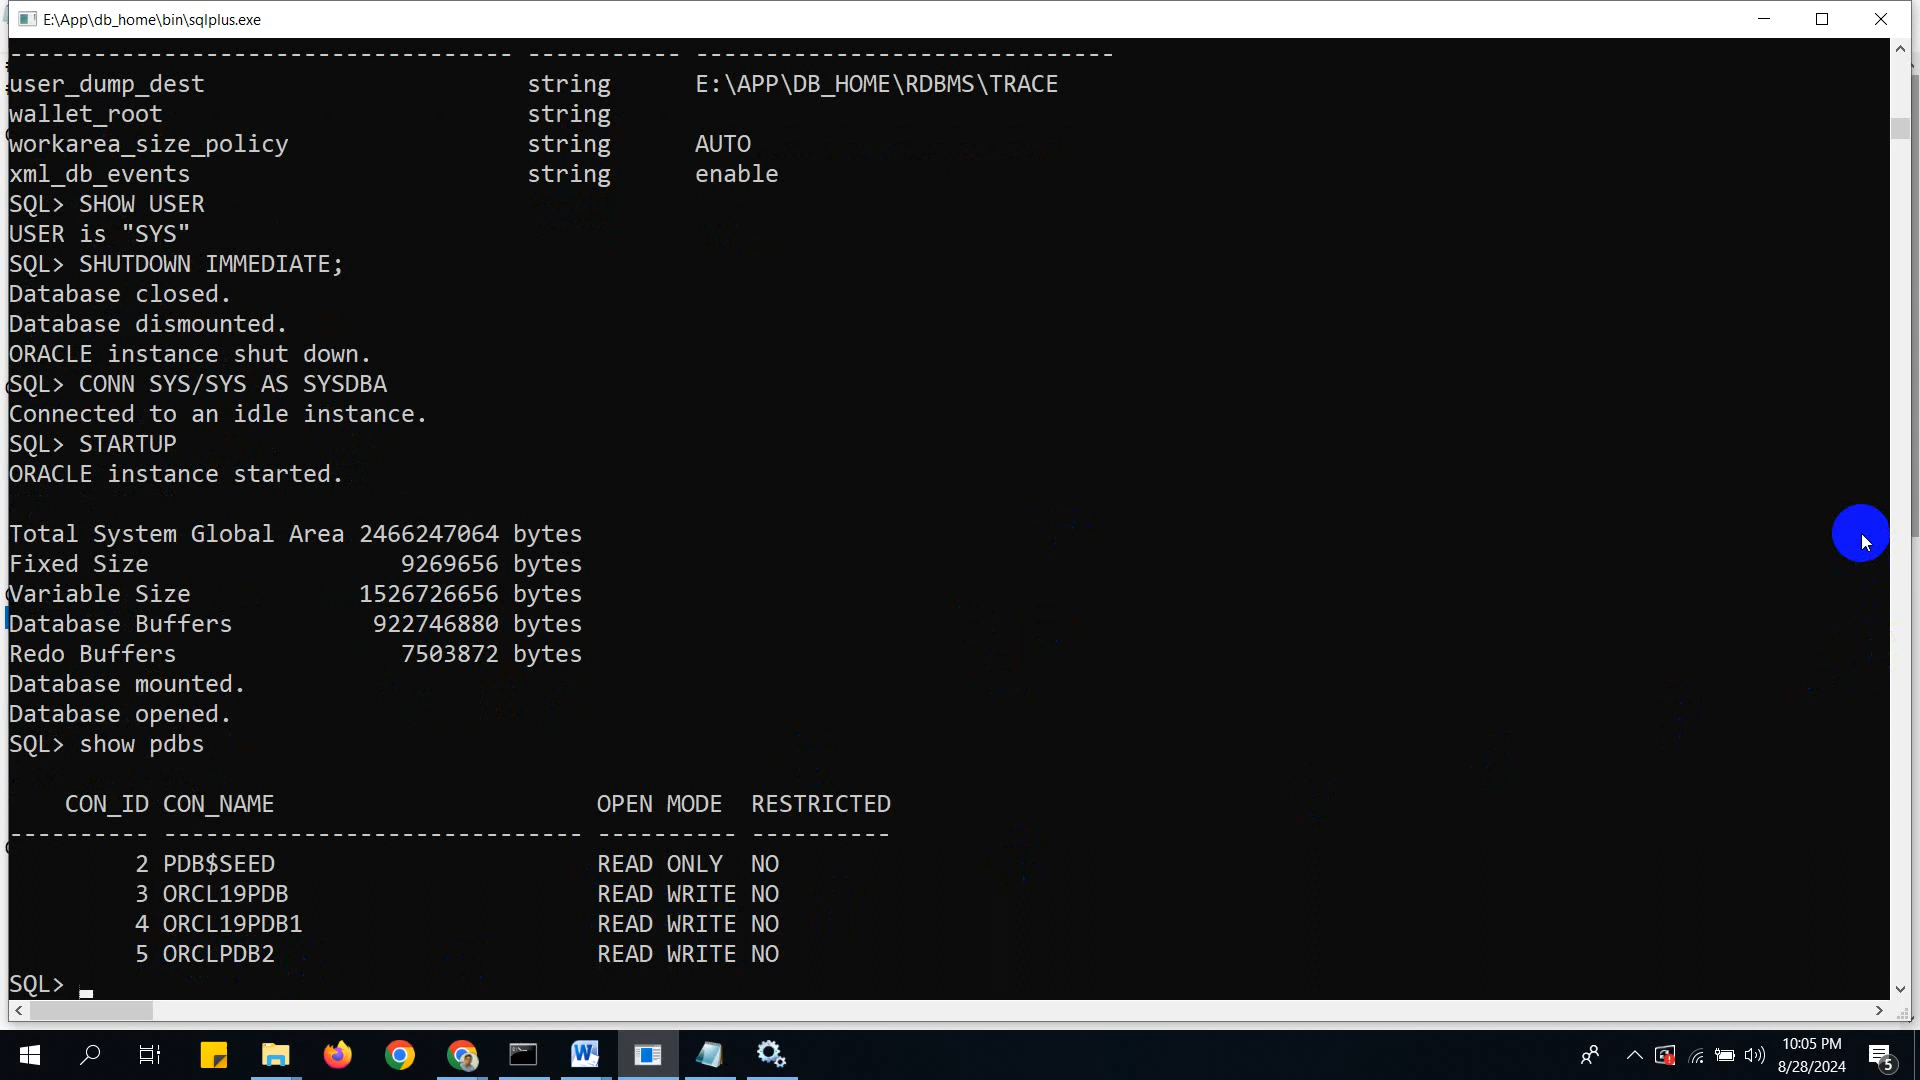 E:\App\db_home\bin\sqlplus.exe
------------------------------------ ----------- ------------------------------
user_dump_dest                       string      E:\APP\DB_HOME\RDBMS\TRACE
wallet_root                          string
workarea_size_policy                 string      AUTO
xml_db_events                        string      enable
SQL> SHOW USER
USER is "SYS"
SQL> SHUTDOWN IMMEDIATE;
Database closed.
Database dismounted.
ORACLE instance shut down.
SQL> CONN SYS/SYS AS SYSDBA
Connected to an idle instance.
SQL> STARTUP
ORACLE instance started.
Total System Global Area 2466247064 bytes
Fixed Size                  9269656 bytes
Variable Size            1526726656 bytes
Database Buffers          922746880 bytes
Redo Buffers                7503872 bytes
Database mounted.
Database opened.
SQL> show pdbs
    CON_ID CON_NAME                       OPEN MODE  RESTRICTED
---------- ------------------------------ ---------- ----------
         2 PDB$SEED                       READ ONLY  NO
         3 ORCL19PDB                      READ WRITE NO
         4 ORCL19PDB1                     READ WRITE NO
         5 ORCLPDB2                       READ WRITE NO
SQL>
10:05 PM
8/28/2024
5